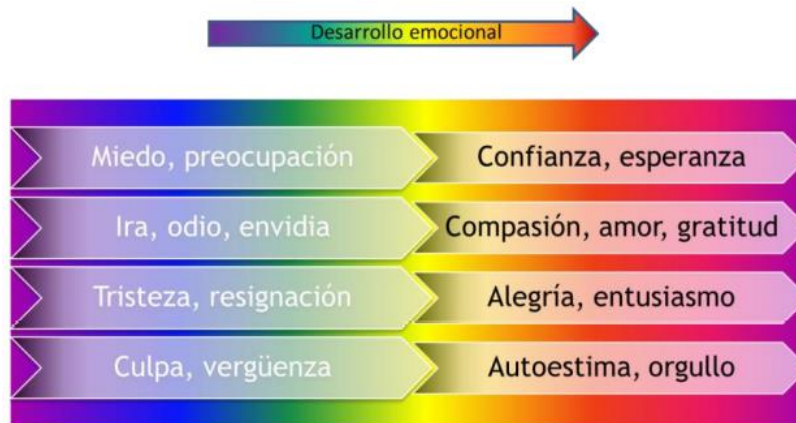 Desarrollo emocional
Miedo, preocupación
Confianza, esperanza
Ira, odio, envidia
Compasión, amor, gratitud
Tristeza, resignación
Alegría, entusiasmo
Culpa, vergüenza
Autoestima, orgullo